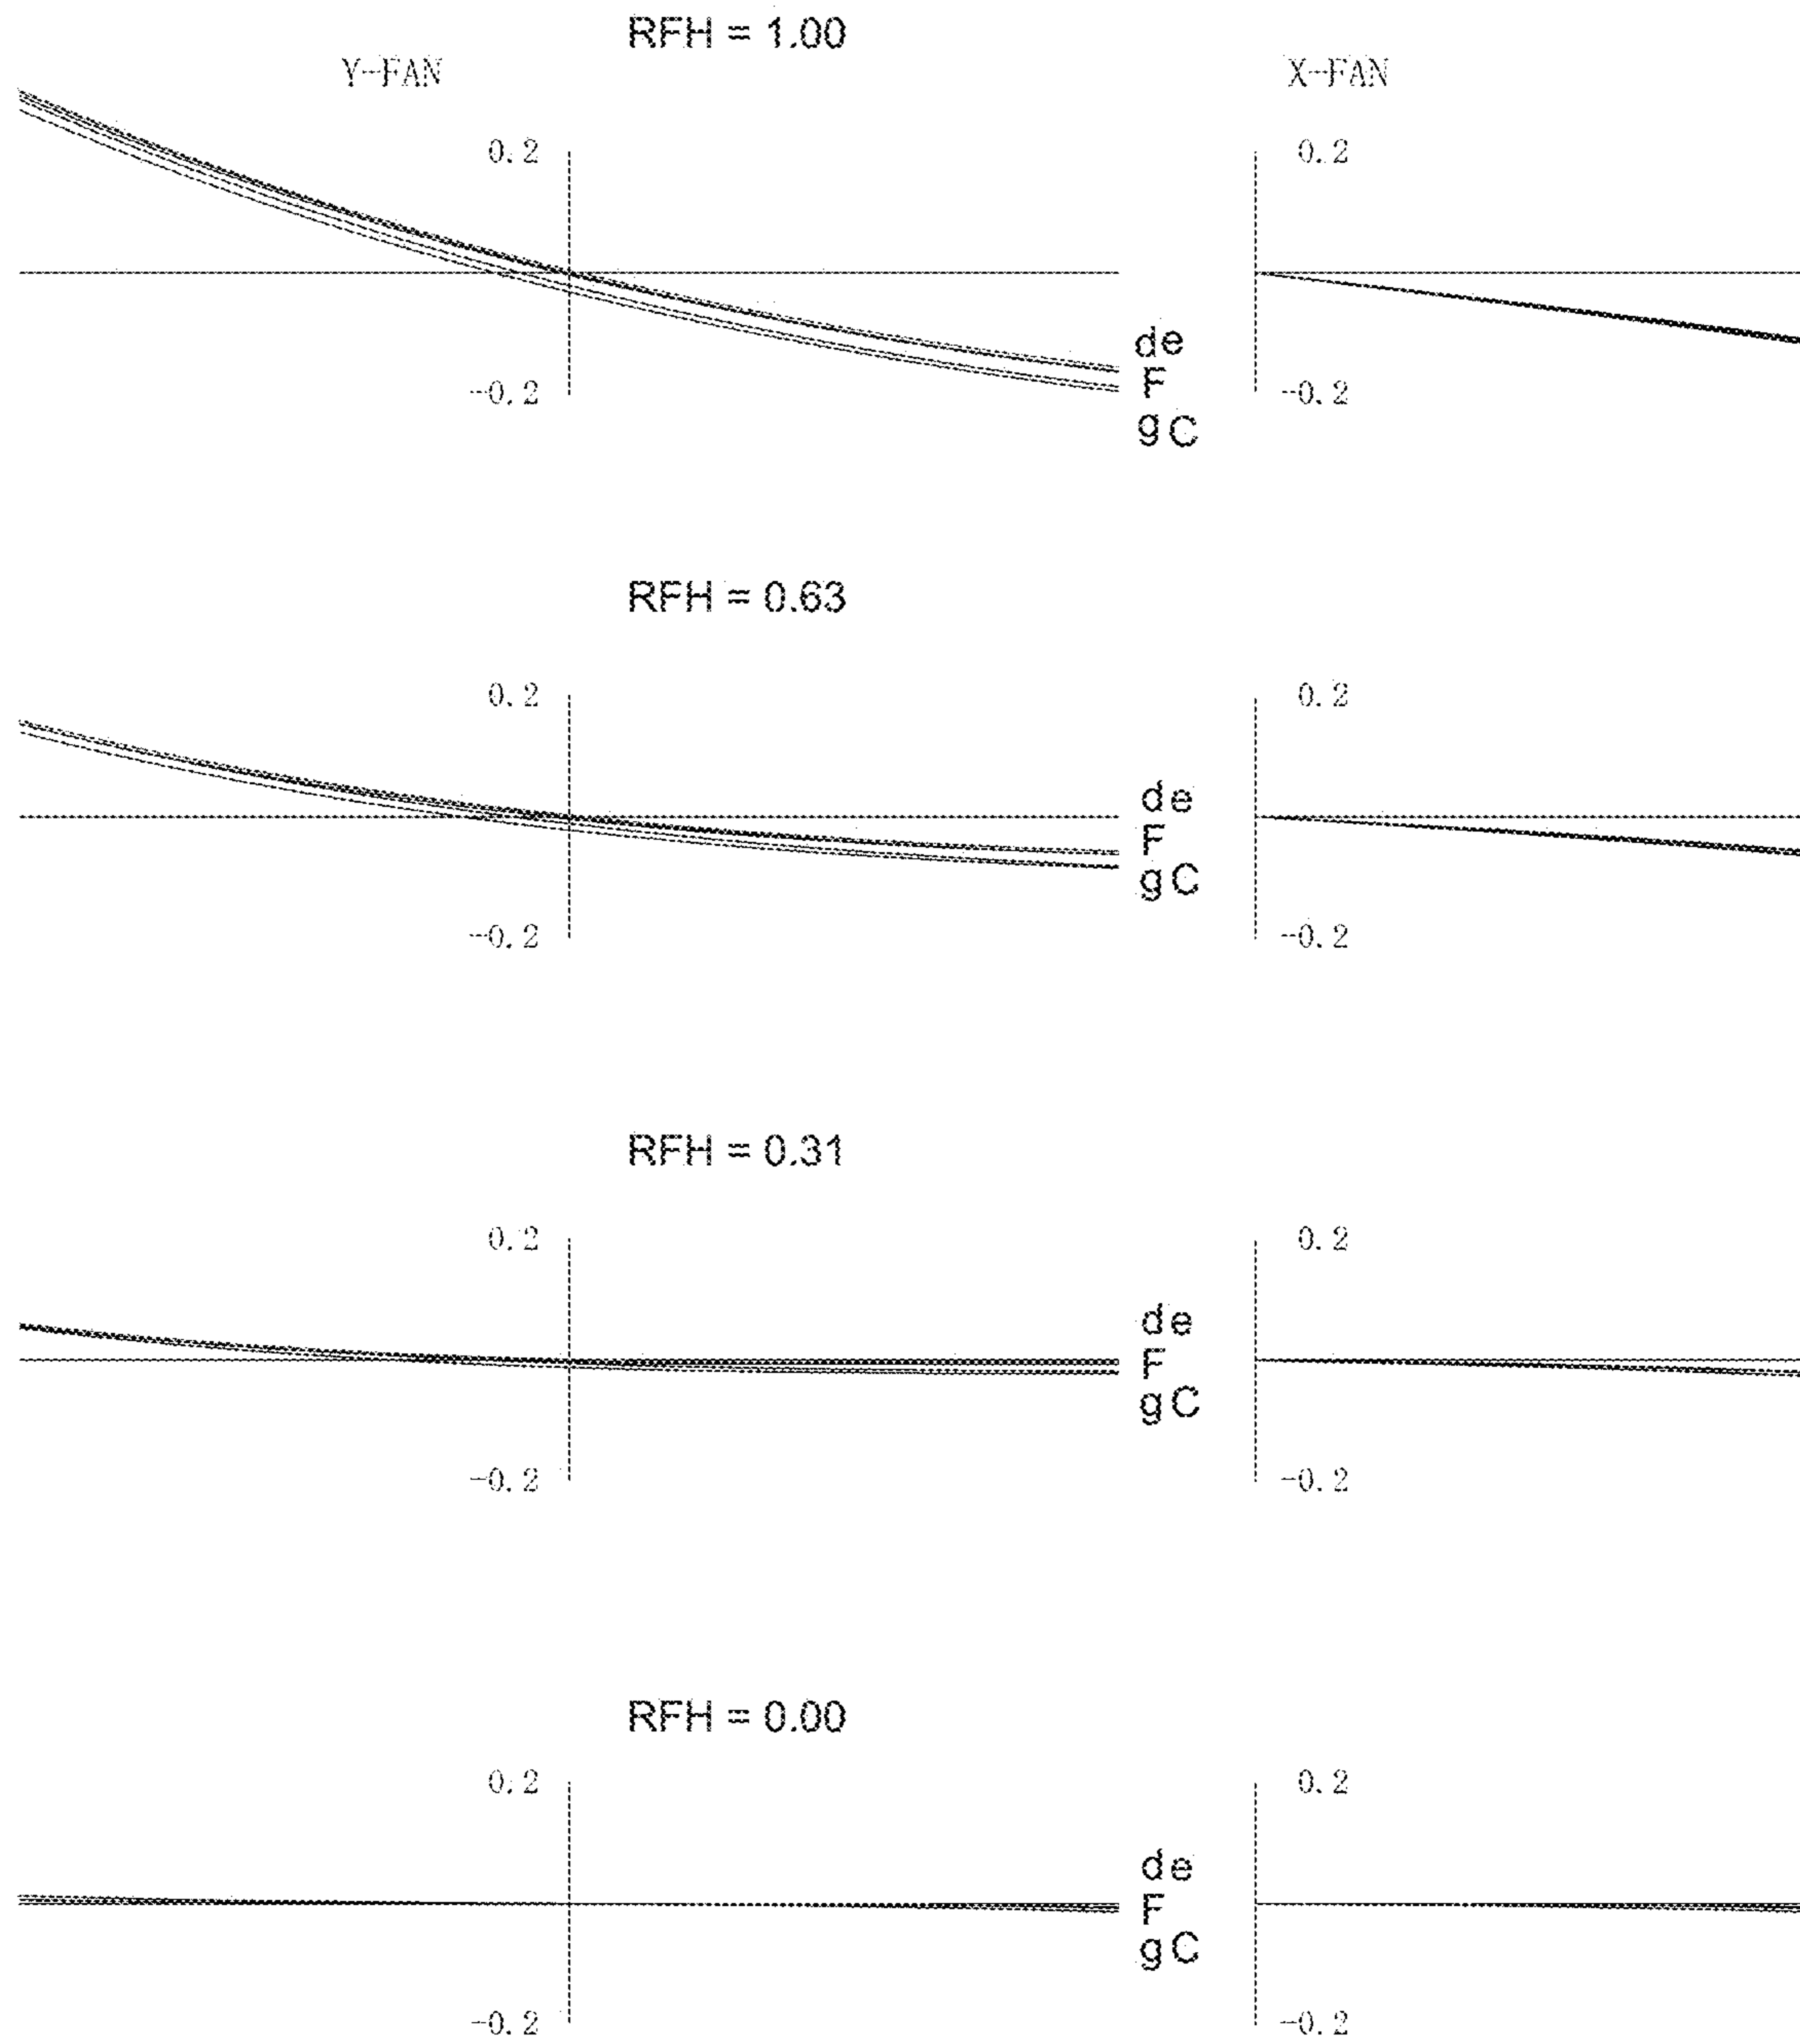 RFH = 1.00
Y-FAN X-FAN
0.2 0.2
de
F
-0.2 -0.2
gC
RFH = 0.63
0.2 0.2
de
F
gC
-0.2 -0.2
RFH = 0.31
0.2 0.2
de
F
gC
-0.2 -0.2
RFH = 0.00
0.2 0.2
de
F
gC
-0.2 -0.2